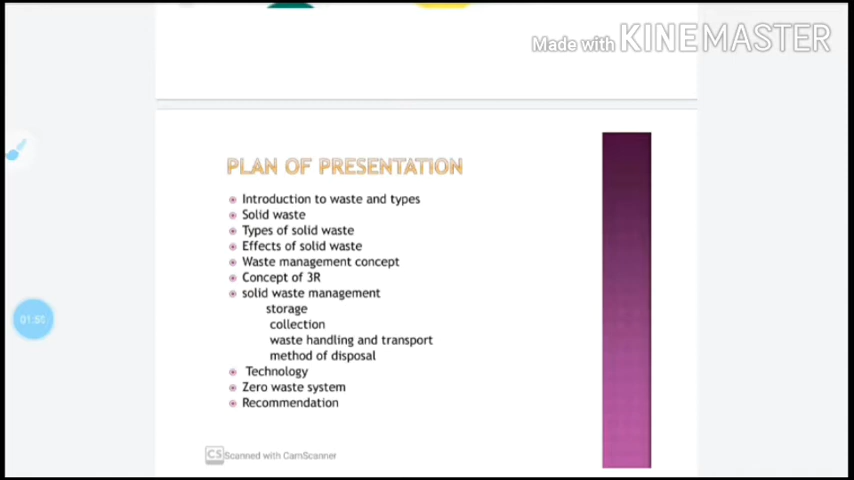 Made with KINEMASTER
PLAN OF PRESENTATION
Introduction to waste and types
Solid waste
Types of solid waste
Effects of solid waste
Waste management concept
Concept of 3R
solid waste management
storage
collection
waste handling and transport
method of disposal
Technology
Zero waste system
Recommendation
CS Scanned with CamScanner